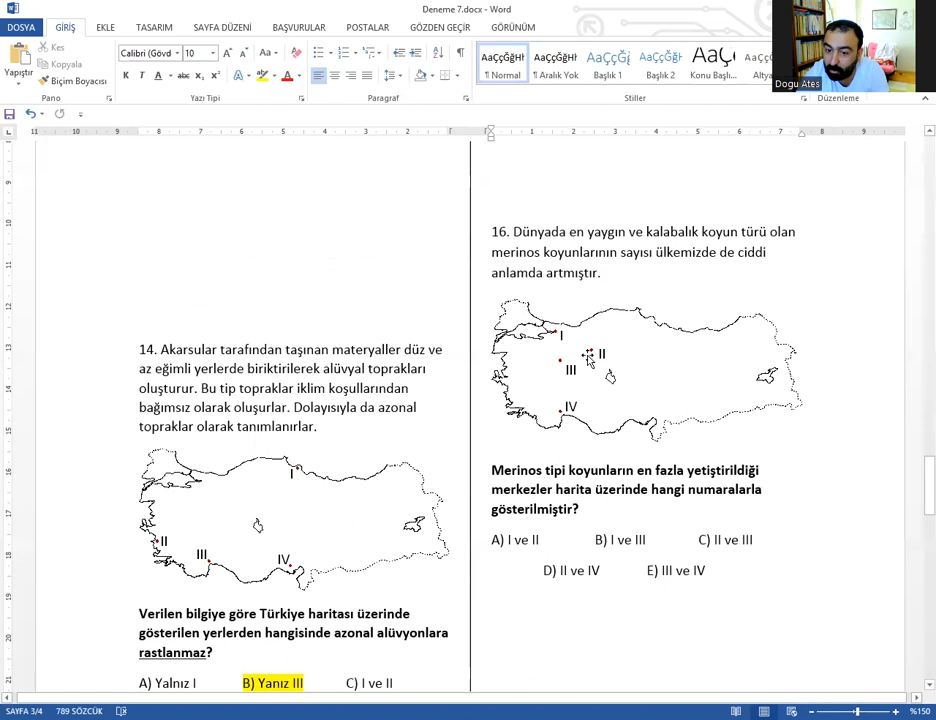 Deneme 7.docx - Word
DOSYA GİRİŞ EKLE TASARIM SAYFA DÜZENİ BAŞVURULAR POSTALAR GÖZDEN GEÇİR GÖRÜNÜM
Yapıştır
Kes
Kopyala
Biçim Boyacısı
Calibri (Gövd 10
AaÇçĞğHł AaÇçĞğHł AaÇçĞğ AaÇçĞğH AaÇ
¶ Normal ¶ Aralık Yok Başlık 1 Başlık 2 Konu Başl... Altya
Pano Yazı Tipi Paragraf Stiller Düzenleme
Dogu Ates
14. Akarsular tarafından taşınan materyaller düz ve
az eğimli yerlerde biriktirilerek alüvyal toprakları
oluşturur. Bu tip topraklar iklim koşullarından
bağımsız olarak oluşurlar. Dolayısıyla da azonal
topraklar olarak tanımlanırlar.
I
II
III
IV
Verilen bilgiye göre Türkiye haritası üzerinde
gösterilen yerlerden hangisinde azonal alüvyonlara
rastlanmaz?
A) Yalnız I B) Yanız III C) I ve II
16. Dünyada en yaygın ve kalabalık koyun türü olan
merinos koyunlarının sayısı ülkemizde de ciddi
anlamda artmıştır.
I
II
III
IV
Merinos tipi koyunların en fazla yetiştirildiği
merkezler harita üzerinde hangi numaralarla
gösterilmiştir?
A) I ve II B) I ve III C) II ve III
D) II ve IV E) III ve IV
SAYFA 3/4 789 SÖZCÜK %150